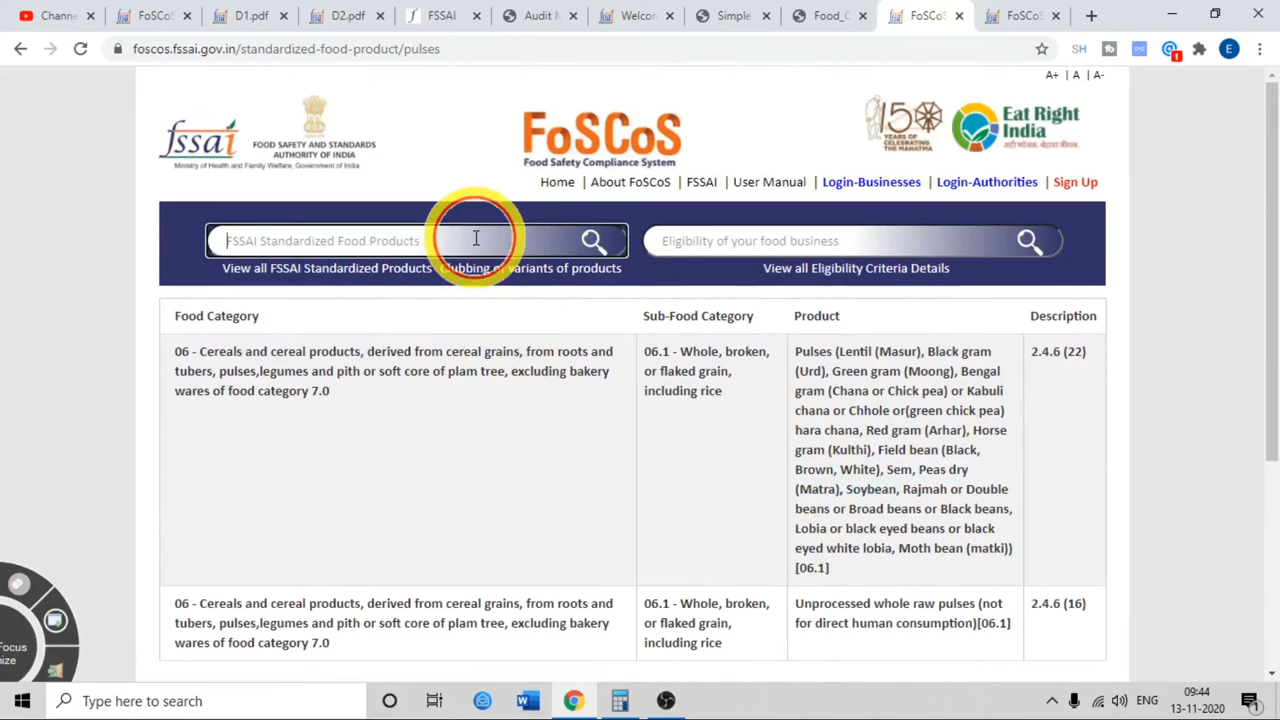 Channe
FoSCoS
D1.pdf
D2.pdf
FSSAI
Audit M
Welcon
Simple
Food_C
FoSCoS
FoSCoS
foscos.fssai.gov.in/standardized-food-product/pulses
SH
1
E
A+ | A | A-
fssai
FOOD SAFETY AND STANDARDS
AUTHORITY OF INDIA
Ministry of Health and Family Welfare, Government of India
FoSCoS
Food Safety Compliance System
150
YEARS OF
CELEBRATING
THE MAHATMA
Eat Right
India
Home | About FoSCoS | FSSAI | User Manual | Login-Businesses | Login-Authorities | Sign Up
FSSAI Standardized Food Products
Eligibility of your food business
View all FSSAI Standardized Products
Clubbing of variants of products
View all Eligibility Criteria Details
Food Category
Sub-Food Category
Product
Description
06 - Cereals and cereal products, derived from cereal grains, from roots and
tubers, pulses,legumes and pith or soft core of plam tree, excluding bakery
wares of food category 7.0
06.1 - Whole, broken,
or flaked grain,
including rice
Pulses (Lentil (Masur), Black gram
(Urd), Green gram (Moong), Bengal
gram (Chana or Chick pea) or Kabuli
chana or Chhole or(green chick pea)
hara chana, Red gram (Arhar), Horse
gram (Kulthi), Field bean (Black,
Brown, White), Sem, Peas dry
(Matra), Soybean, Rajmah or Double
beans or Broad beans or Black beans,
Lobia or black eyed beans or black
eyed white lobia, Moth bean (matki))
[06.1]
2.4.6 (22)
06 - Cereals and cereal products, derived from cereal grains, from roots and
tubers, pulses,legumes and pith or soft core of plam tree, excluding bakery
wares of food category 7.0
06.1 - Whole, broken,
or flaked grain,
including rice
Unprocessed whole raw pulses (not
for direct human consumption)[06.1]
2.4.6 (16)
Focus
ize
Type here to search
ENG
09:44
13-11-2020
1